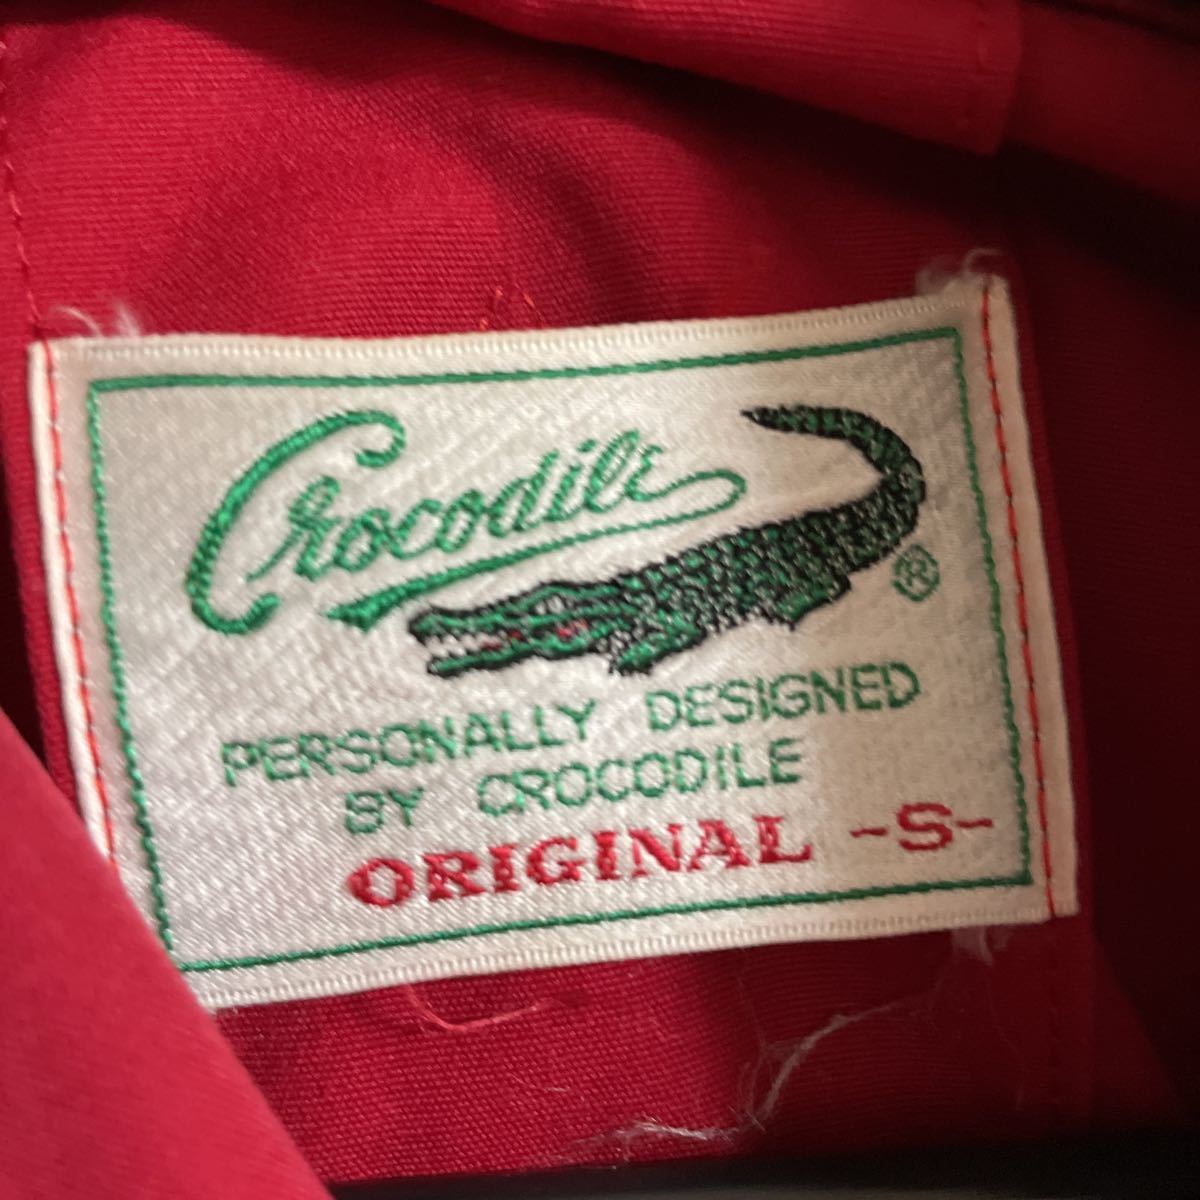 Crocodile
®
PERSONALLY DESIGNED
BY CROCODILE
ORIGINAL -S-